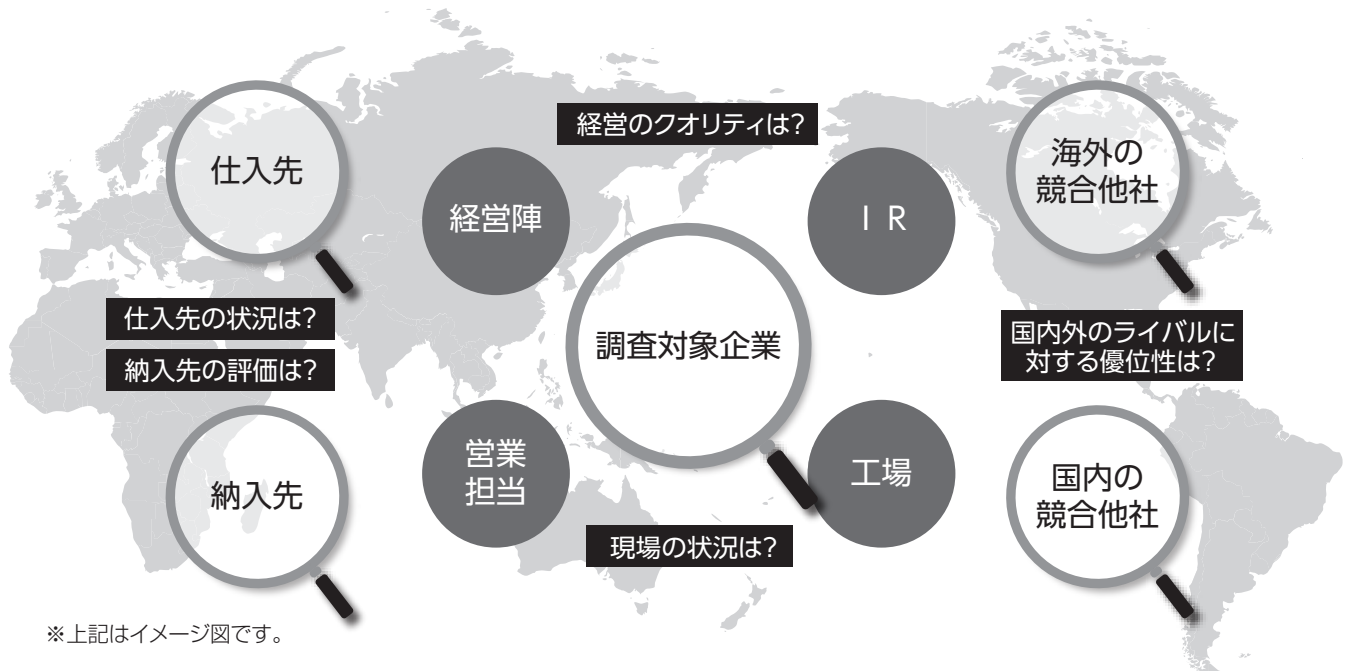 経営のクオリティは?
仕入先
経営陣
I R
海外の
競合他社
調査対象企業
仕入先の状況は?
納入先の評価は?
国内外のライバルに
対する優位性は?
納入先
営業
担当
工場
国内の
競合他社
現場の状況は?
※上記はイメージ図です。